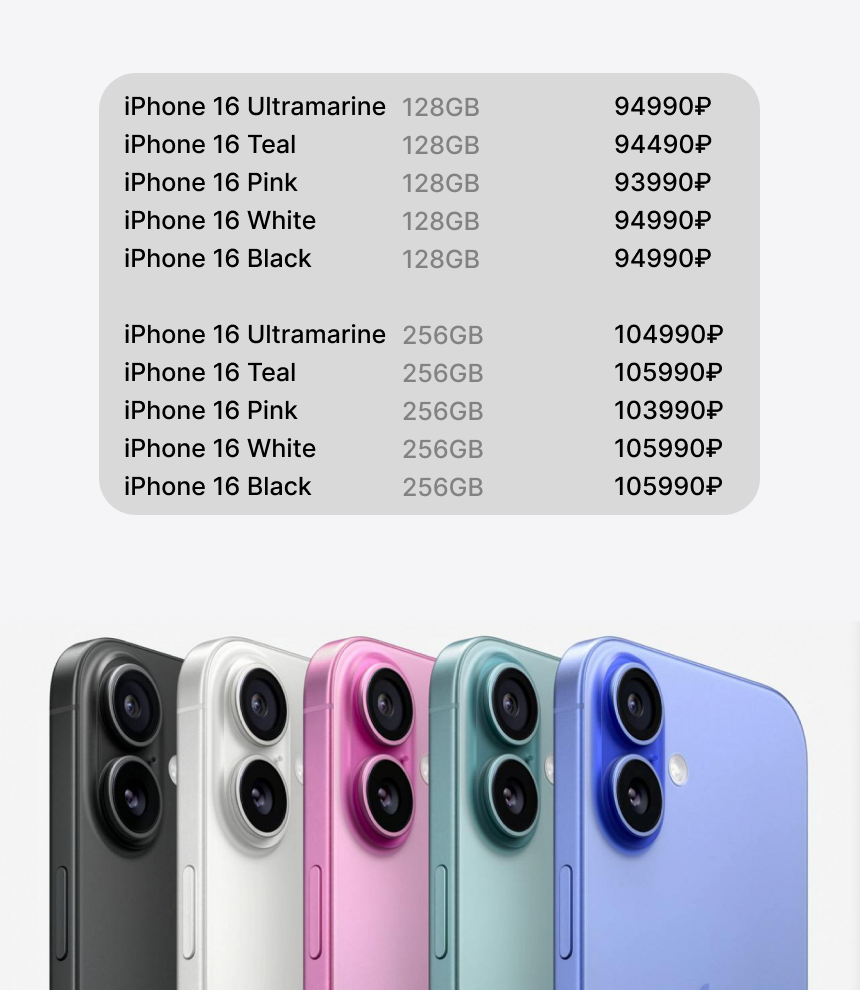 iPhone 16 Ultramarine 128GB 94990₽
iPhone 16 Teal 128GB 94490₽
iPhone 16 Pink 128GB 93990₽
iPhone 16 White 128GB 94990₽
iPhone 16 Black 128GB 94990₽
iPhone 16 Ultramarine 256GB 104990₽
iPhone 16 Teal 256GB 105990₽
iPhone 16 Pink 256GB 103990₽
iPhone 16 White 256GB 105990₽
iPhone 16 Black 256GB 105990₽